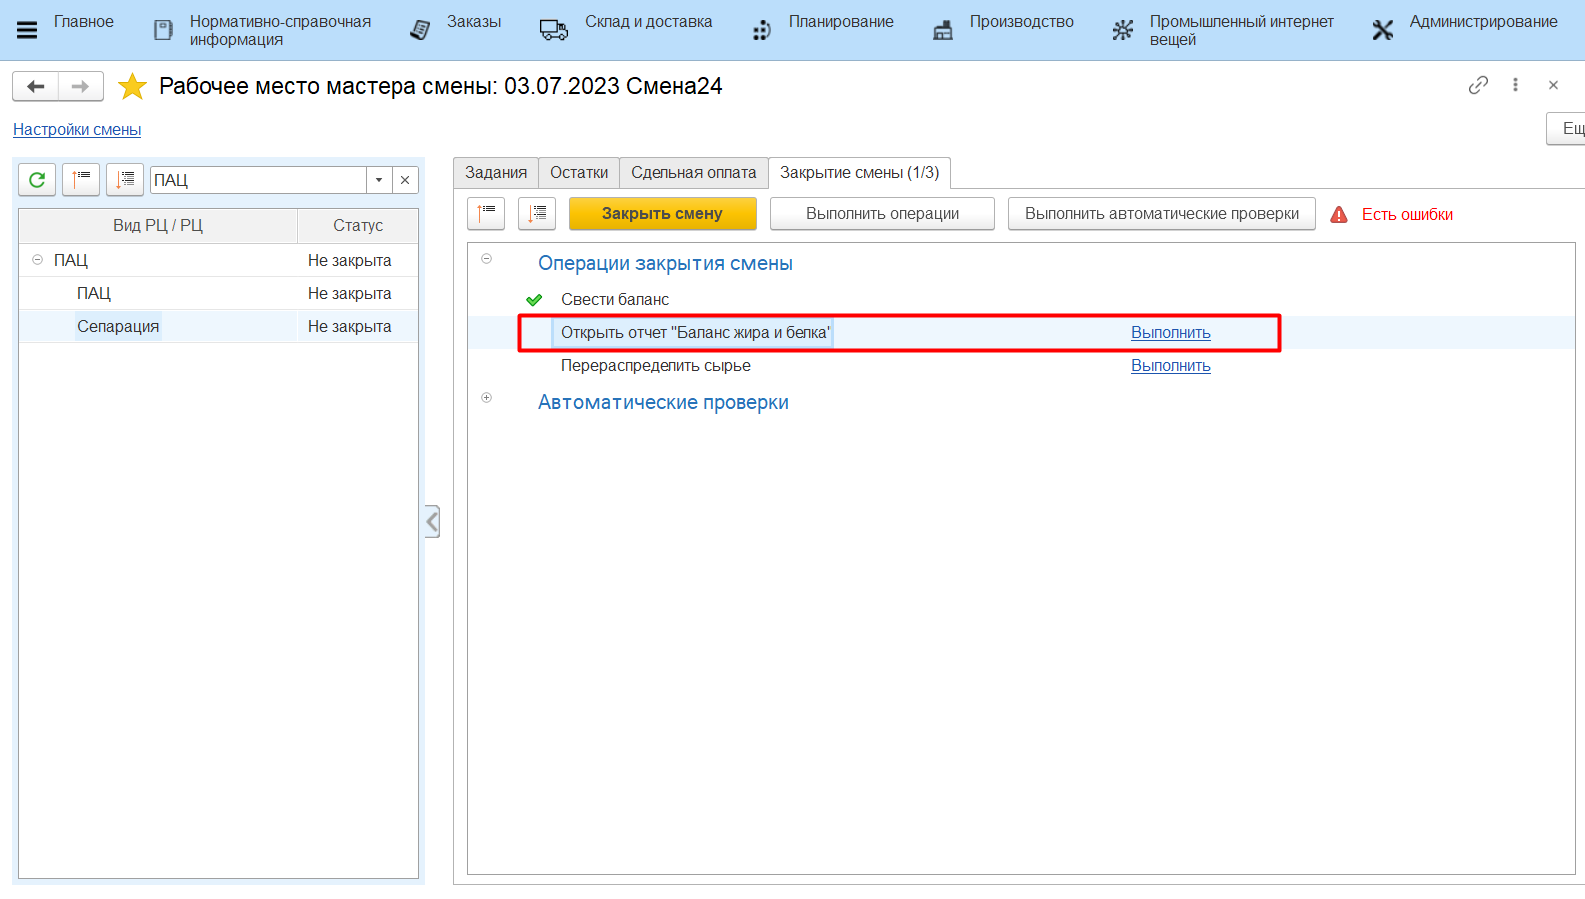 Главное
Нормативно-справочная
информация
Заказы
Склад и доставка
Планирование
Производство
Промышленный интернет
вещей
Администрирование
Рабочее место мастера смены: 03.07.2023 Смена24
Настройки смены
Ещ
ПАЦ
Вид РЦ / РЦ
Статус
ПАЦ
Не закрыта
ПАЦ
Не закрыта
Сепарация
Не закрыта
Задания
Остатки
Сдельная оплата
Закрытие смены (1/3)
Закрыть смену
Выполнить операции
Выполнить автоматические проверки
Есть ошибки
Операции закрытия смены
Свести баланс
Открыть отчет "Баланс жира и белка"
Выполнить
Перераспределить сырье
Выполнить
Автоматические проверки